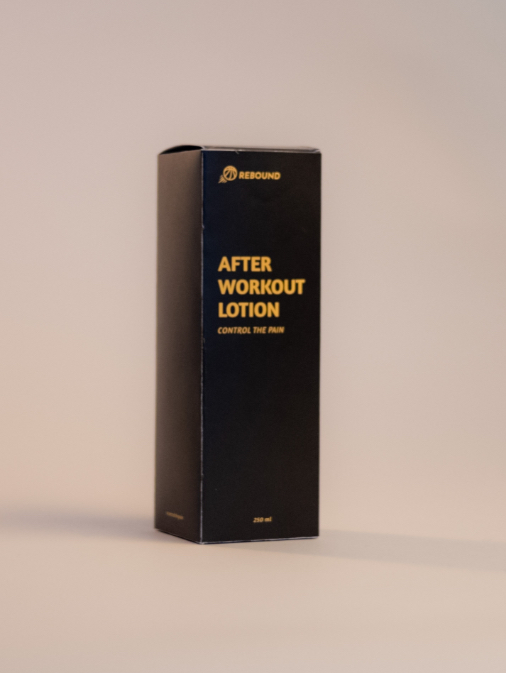 REBOUND
AFTER
WORKOUT
LOTION
CONTROL THE PAIN
250 ml